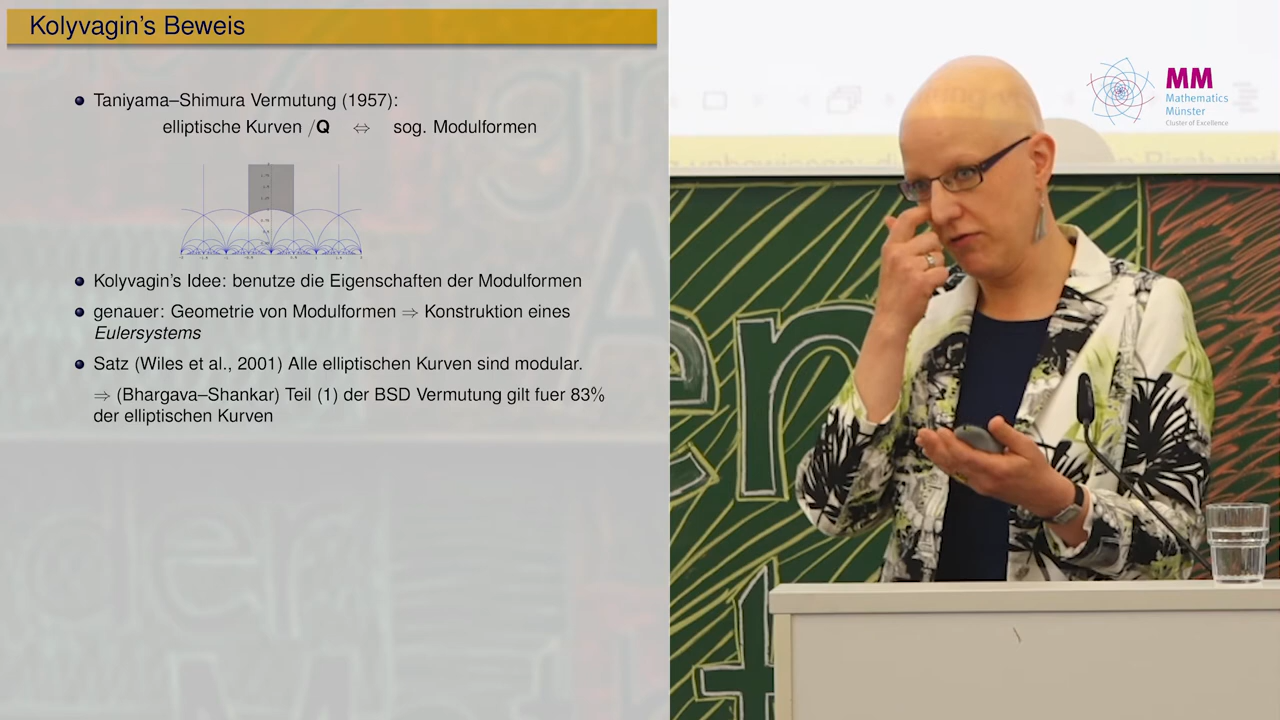 Kolyvagin's Beweis
Taniyama–Shimura Vermutung (1957):
elliptische Kurven /Q ⇔ sog. Modulformen
Kolyvagin's Idee: benutze die Eigenschaften der Modulformen
genauer: Geometrie von Modulformen ⇒ Konstruktion eines
Eulersystems
Satz (Wiles et al., 2001) Alle elliptischen Kurven sind modular.
⇒ (Bhargava–Shankar) Teil (1) der BSD Vermutung gilt fuer 83%
der elliptischen Kurven
MM
Mathematics
Münster
Cluster of Excellence